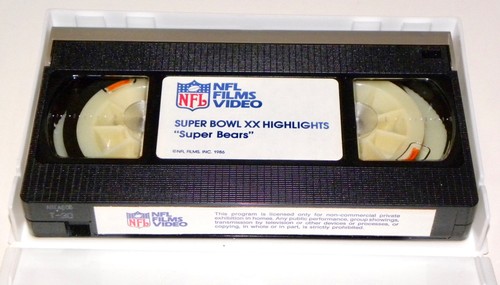 NFL
NFL
FILMS
VIDEO
SUPER BOWL XX HIGHLIGHTS
"Super Bears"
©NFL FILMS, INC. 1986
T-90
NFL
NFL
FILMS
VIDEO
This program is licensed only for non-commercial private
exhibition in homes. Any public performance, group showings,
transmission by television or other devices or processes, or
copying, in whole or in part, is strictly prohibited.